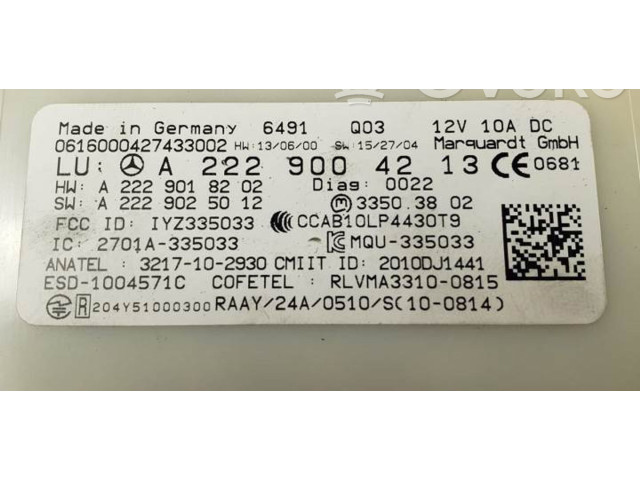 Made in Germany 6491 Q03 12V 10A DC
0616000427433002 HW:13/06/00 SW:15/27/04 Marquardt GmbH
LU: A 222 900 42 13 CE 0681
HW: A 222 901 82 02 Diag: 0022
SW: A 222 902 50 12 M 3350.3802
FCC ID: IYZ335033 CCAB10LP4430T9
IC: 2701A-335033 MQU-335033
ANATEL: 3217-10-2930 CMIIT ID: 2010DJ1441
ESD-1004571C COFETEL: RLVMA3310-0815
R 204Y51000300 RAAY/24A/0510/S(10-0814)